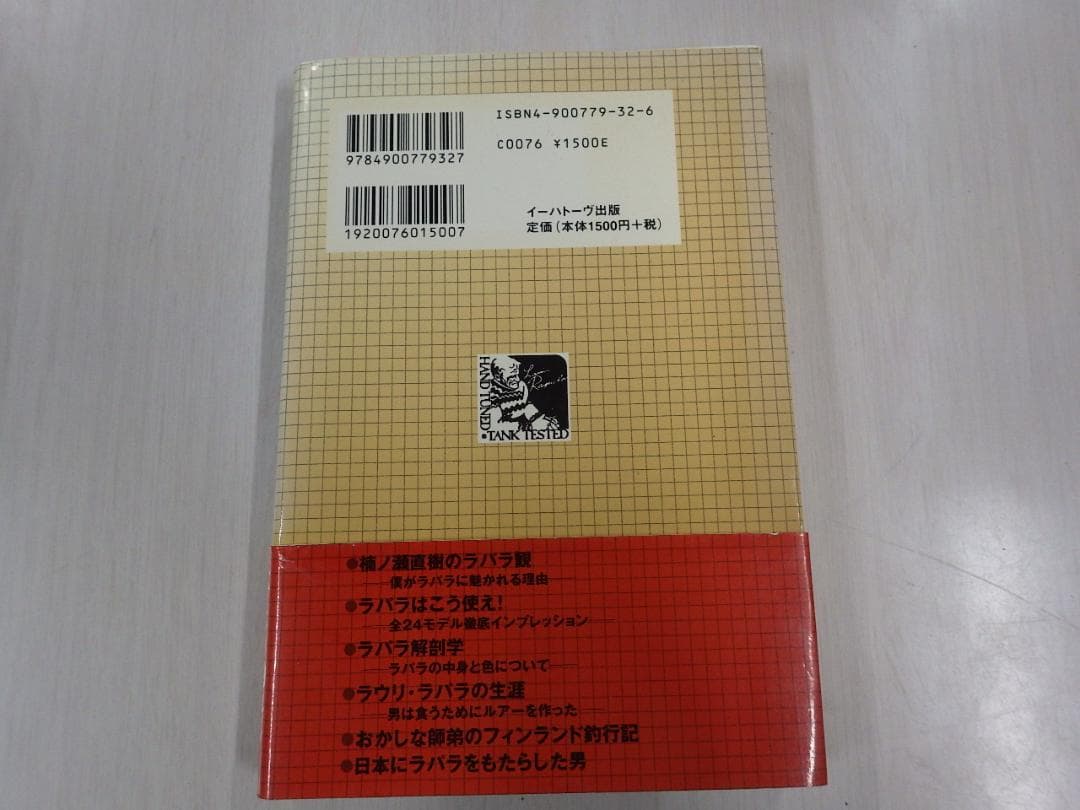 ISBN4-900779-32-6
C0076 ¥1500E
9784900779327
1920076015007
イーハトーヴ出版
定価（本体1500円＋税）
HAND TUNED • TANK TESTED
●楠ノ瀬直樹のラパラ観
──僕がラパラに魅かれる理由──
●ラパラはこう使え！
──全24モデル徹底インプレッション──
●ラパラ解剖学
──ラパラの中身と色について──
●ラウリ・ラパラの生涯
──男は食うためにルアーを作った──
●おかしな師弟のフィンランド釣行記
●日本にラパラをもたらした男